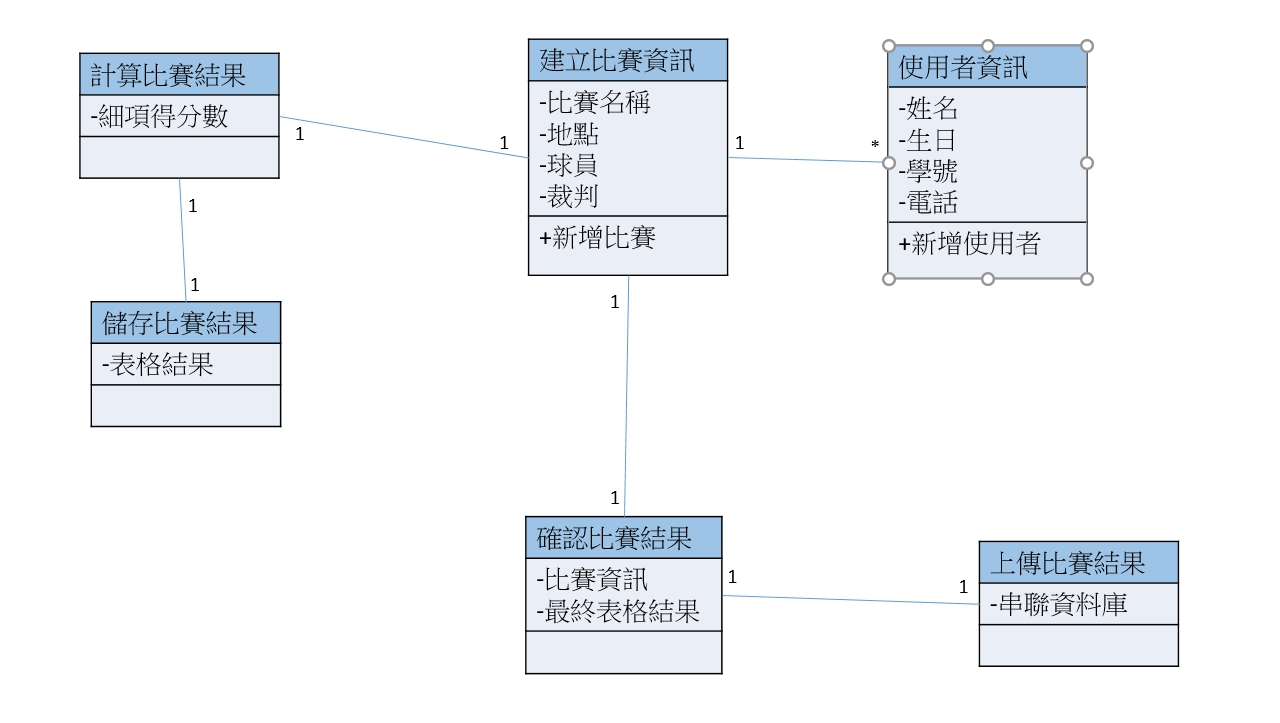 計算比賽結果
-細項得分數
1
1
建立比賽資訊
-比賽名稱
-地點
-球員
-裁判
+新增比賽
1
*
使用者資訊
-姓名
-生日
-學號
-電話
+新增使用者
1
1
儲存比賽結果
-表格結果
1
1
確認比賽結果
-比賽資訊
-最終表格結果
1
1
上傳比賽結果
-串聯資料庫